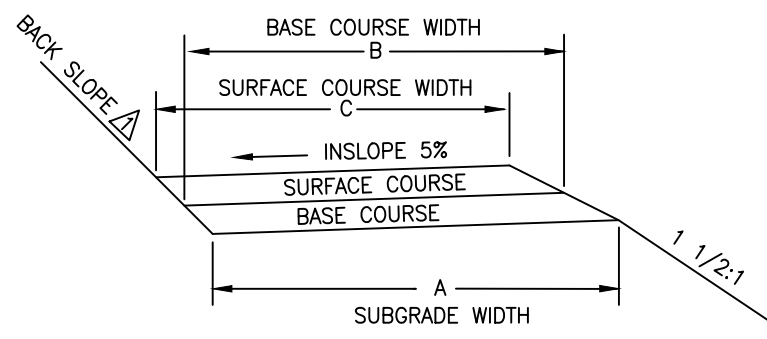 BASE COURSE WIDTH
B
BACK SLOPE 1
SURFACE COURSE WIDTH
C
INSLOPE 5%
SURFACE COURSE
BASE COURSE
1 1/2:1
A
SUBGRADE WIDTH